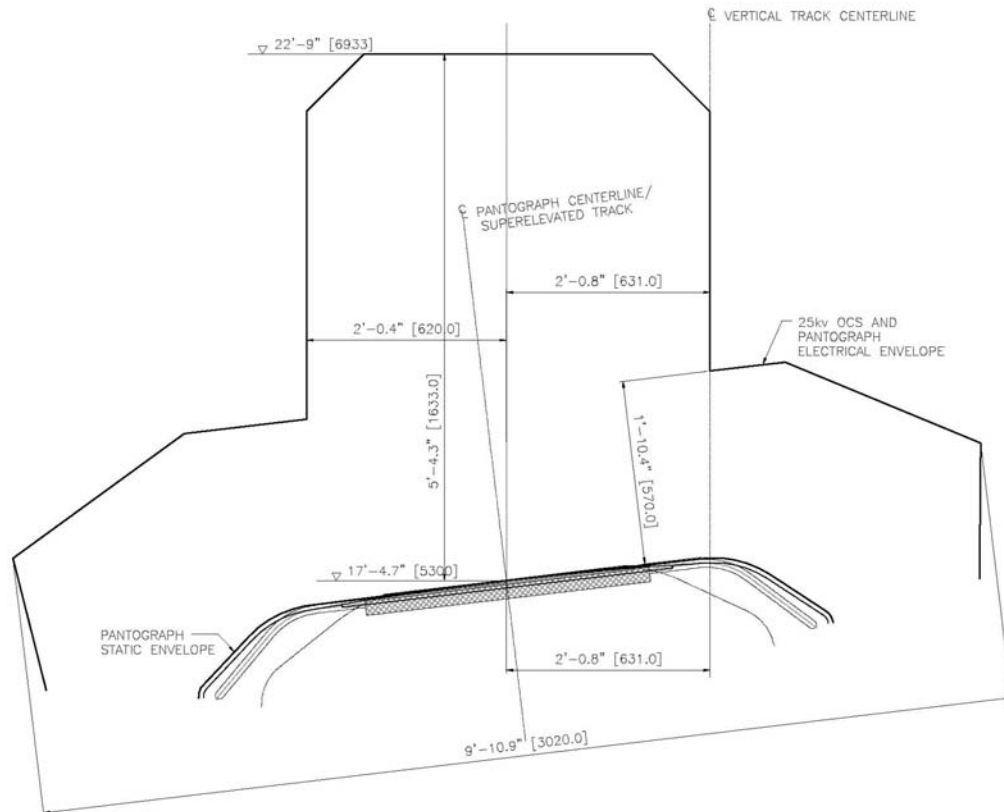 ℄ VERTICAL TRACK CENTERLINE
22'-9" [6933]
℄ PANTOGRAPH CENTERLINE/
SUPERELEVATED TRACK
2'-0.8" [631.0]
2'-0.4" [620.0]
25kv OCS AND
PANTOGRAPH
ELECTRICAL ENVELOPE
5'-4.3" [1633.0]
1'-10.4" [570.0]
17'-4.7" [5300]
PANTOGRAPH
STATIC ENVELOPE
2'-0.8" [631.0]
9'-10.9" [3020.0]